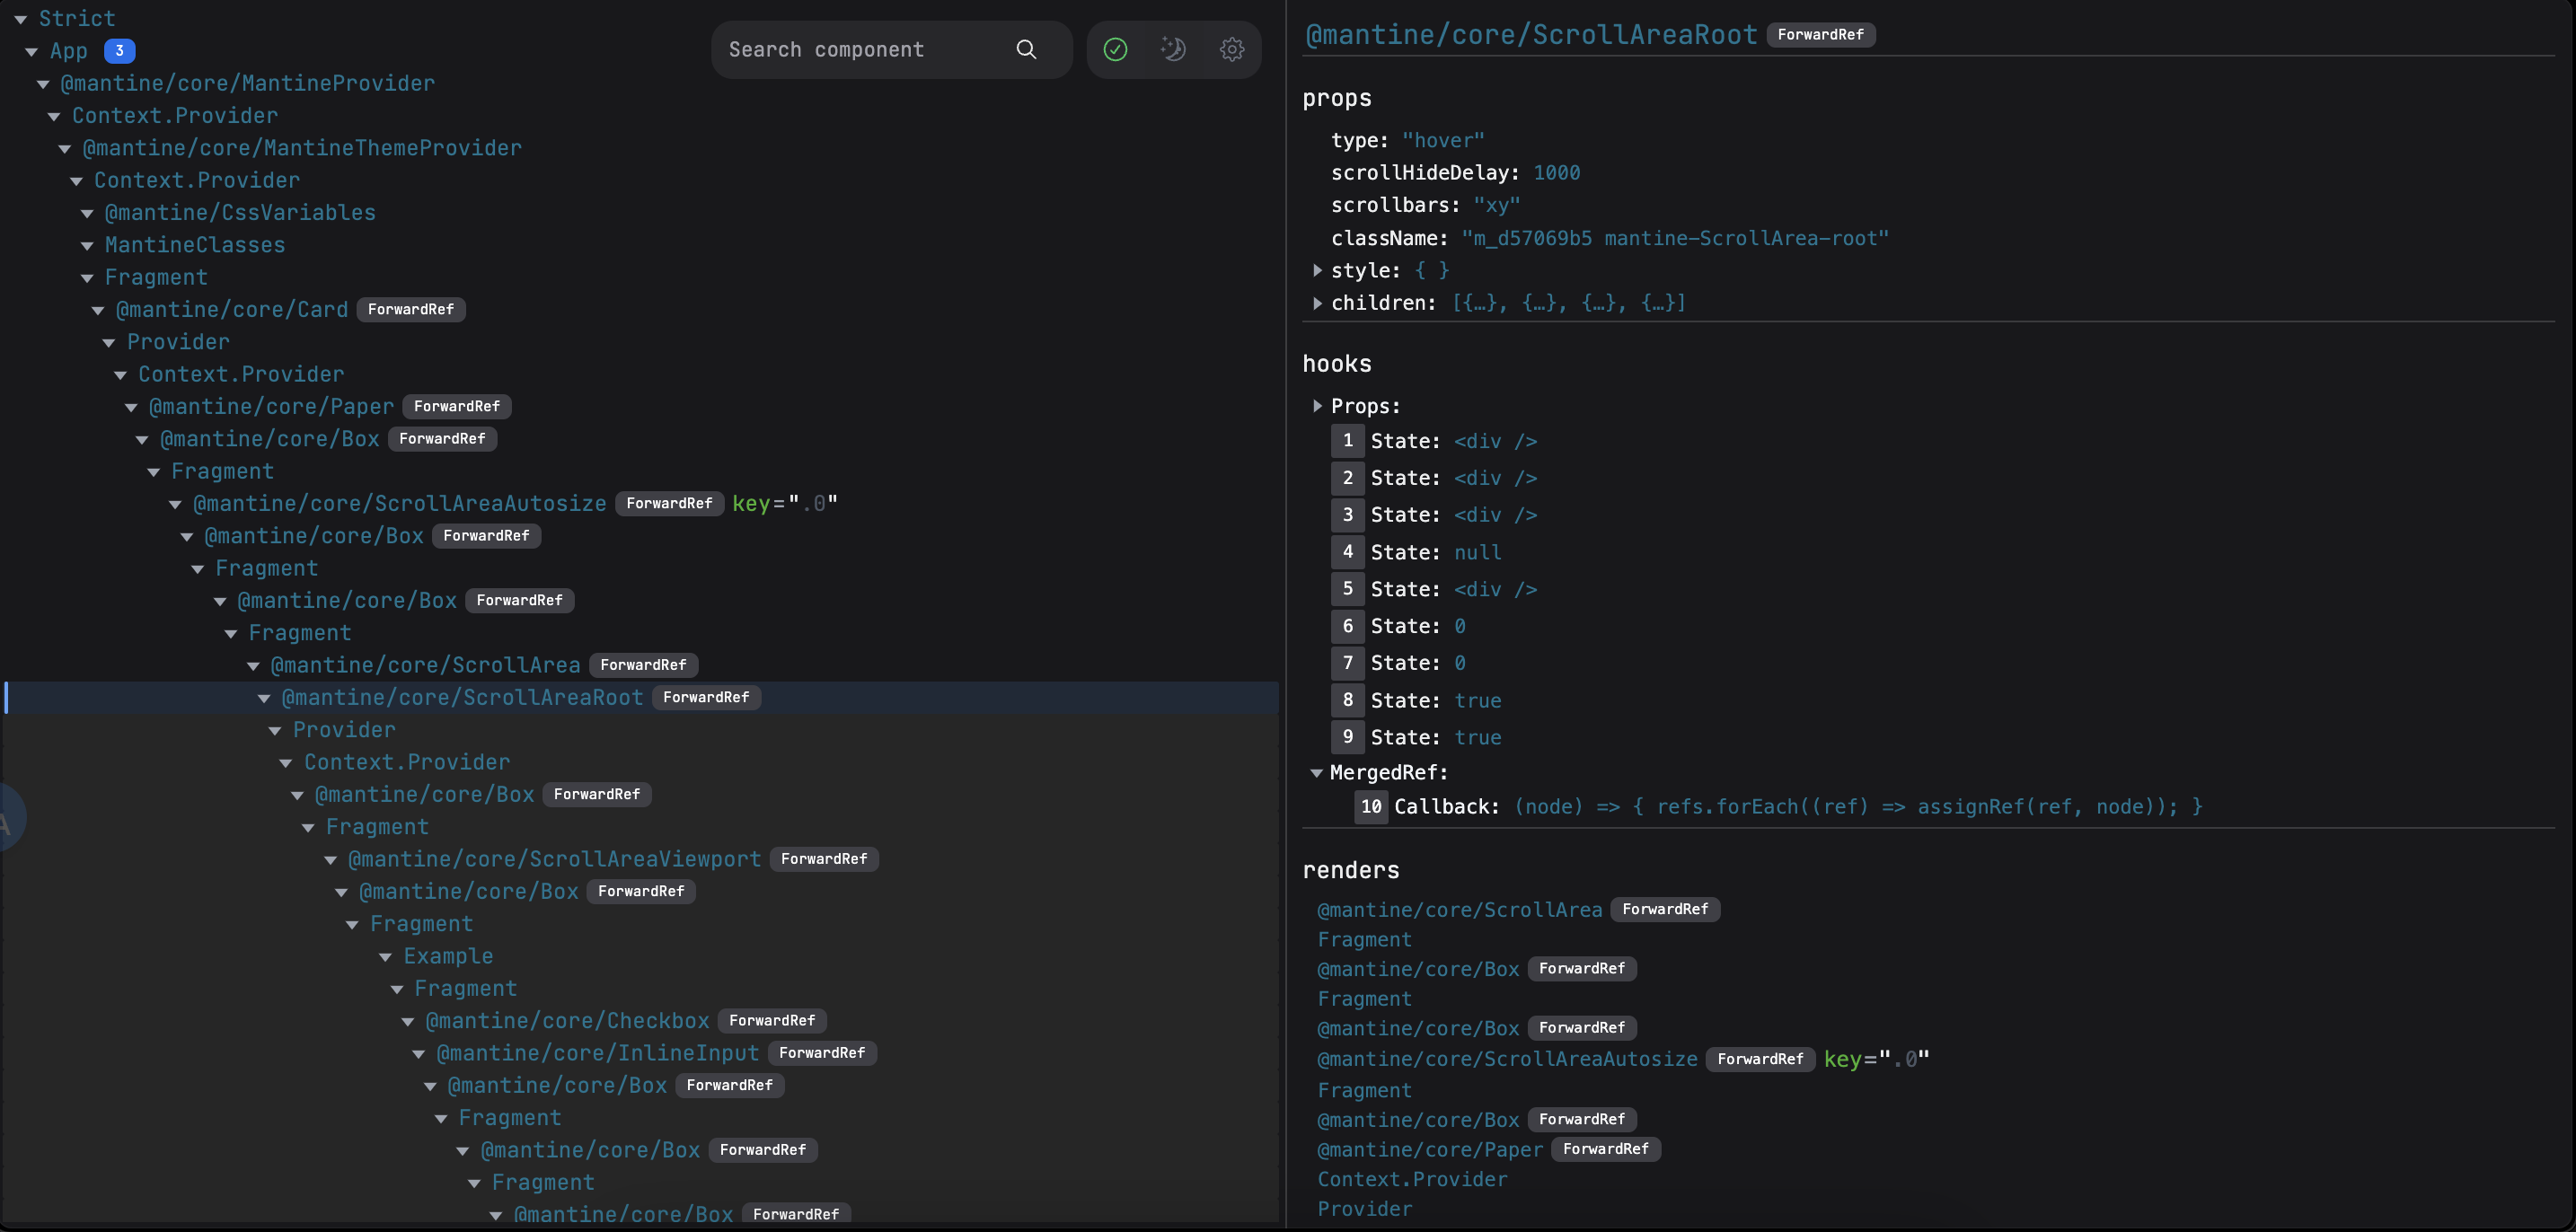 Strict
App 3
@mantine/core/MantineProvider
Context.Provider
@mantine/core/MantineThemeProvider
Context.Provider
@mantine/CssVariables
MantineClasses
Fragment
@mantine/core/Card ForwardRef
Provider
Context.Provider
@mantine/core/Paper ForwardRef
@mantine/core/Box ForwardRef
Fragment
@mantine/core/ScrollAreaAutosize ForwardRef key=".0"
@mantine/core/Box ForwardRef
Fragment
@mantine/core/Box ForwardRef
Fragment
@mantine/core/ScrollArea ForwardRef
@mantine/core/ScrollAreaRoot ForwardRef
Provider
Context.Provider
@mantine/core/Box ForwardRef
Fragment
@mantine/core/ScrollAreaViewport ForwardRef
@mantine/core/Box ForwardRef
Fragment
Example
Fragment
@mantine/core/Checkbox ForwardRef
@mantine/core/InlineInput ForwardRef
@mantine/core/Box ForwardRef
Fragment
@mantine/core/Box ForwardRef
Fragment
@mantine/core/Box ForwardRef
Search component
@mantine/core/ScrollAreaRoot ForwardRef
props
type: "hover"
scrollHideDelay: 1000
scrollbars: "xy"
className: "m_d57069b5 mantine-ScrollArea-root"
style: { }
children: [{…}, {…}, {…}, {…}]
hooks
Props:
1 State: <div />
2 State: <div />
3 State: <div />
4 State: null
5 State: <div />
6 State: 0
7 State: 0
8 State: true
9 State: true
MergedRef:
10 Callback: (node) => { refs.forEach((ref) => assignRef(ref, node)); }
renders
@mantine/core/ScrollArea ForwardRef
Fragment
@mantine/core/Box ForwardRef
Fragment
@mantine/core/Box ForwardRef
@mantine/core/ScrollAreaAutosize ForwardRef key=".0"
Fragment
@mantine/core/Box ForwardRef
@mantine/core/Paper ForwardRef
Context.Provider
Provider